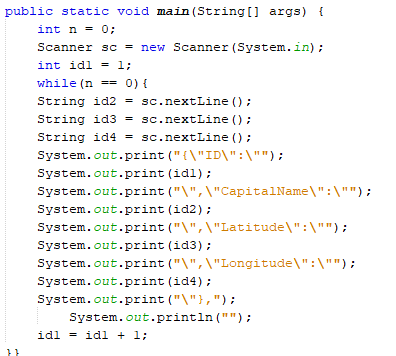 public static void main(String[] args) {
int n = 0;
Scanner sc = new Scanner(System.in);
int id1 = 1;
while(n == 0){
String id2 = sc.nextLine();
String id3 = sc.nextLine();
String id4 = sc.nextLine();
System.out.print("{\"ID\":\"");
System.out.print(id1);
System.out.print("\",\"CapitalName\":\"");
System.out.print(id2);
System.out.print("\",\"Latitude\":\"");
System.out.print(id3);
System.out.print("\",\"Longitude\":\"");
System.out.print(id4);
System.out.print("\"},");
System.out.println("");
id1 = id1 + 1;
}}